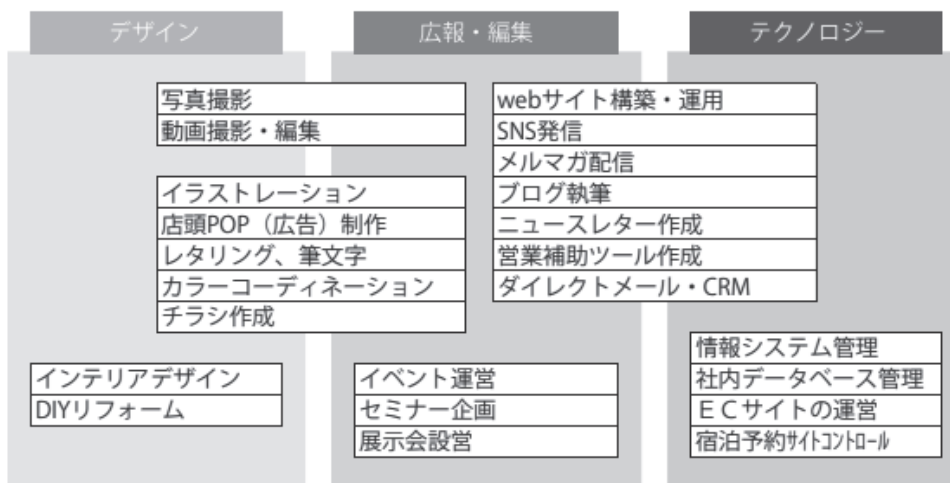 デザイン
広報・編集
テクノロジー
写真撮影
動画撮影・編集
イラストレーション
店頭POP（広告）制作
レタリング、筆文字
カラーコーディネーション
チラシ作成
webサイト構築・運用
SNS発信
メルマガ配信
ブログ執筆
ニュースレター作成
営業補助ツール作成
ダイレクトメール・CRM
インテリアデザイン
DIYリフォーム
イベント運営
セミナー企画
展示会設営
情報システム管理
社内データベース管理
ＥＣサイトの運営
宿泊予約ｻｲﾄｺﾝﾄﾛｰﾙ